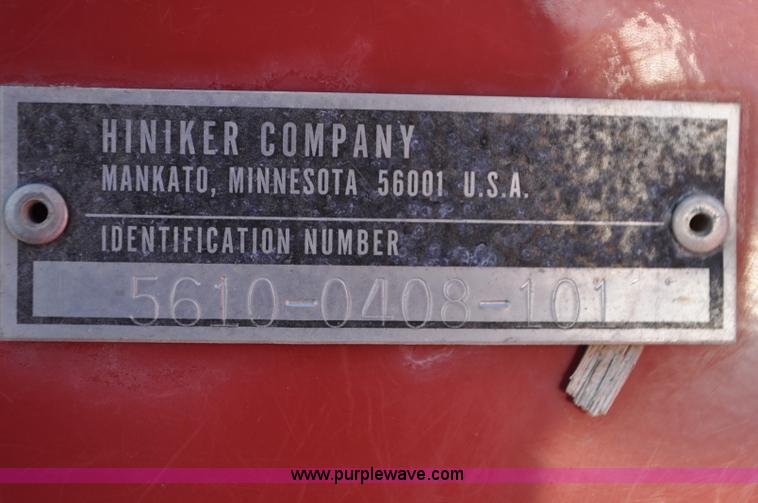 HINIKER COMPANY
MANKATO, MINNESOTA 56001 U.S.A.
IDENTIFICATION NUMBER
5610-0408-101
www.purplewave.com